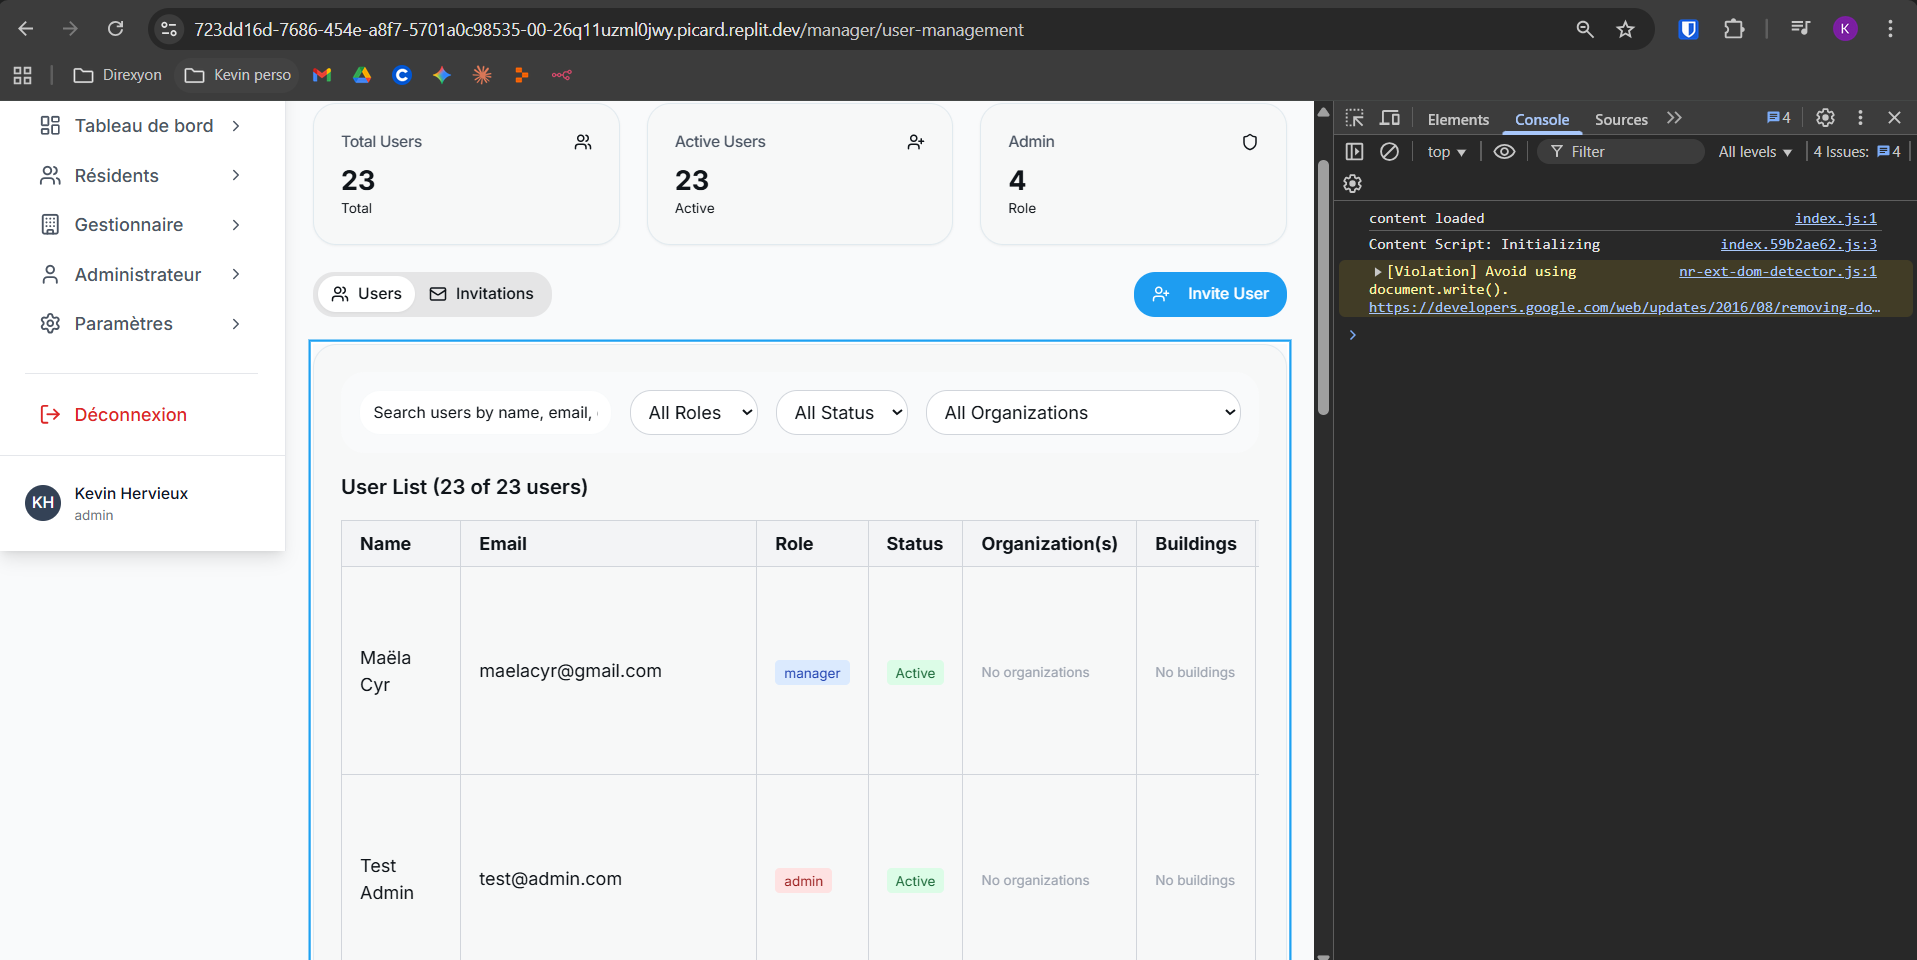 723dd16d-7686-454e-a8f7-5701a0c98535-00-26q11uzml0jwy.picard.replit.dev/manager/user-management
K
Direxyon
Kevin perso
Tableau de bord
Résidents
Gestionnaire
Administrateur
Paramètres
Déconnexion
KH
Kevin Hervieux
admin
Total Users
23
Total
Active Users
23
Active
Admin
4
Role
Users
Invitations
Invite User
Search users by name, email,
All Roles
All Status
All Organizations
User List (23 of 23 users)
Name Email Role Status Organization(s) Buildings
Maëla Cyr maelacyr@gmail.com manager Active No organizations No buildings
Test Admin test@admin.com admin Active No organizations No buildings
Elements Console Sources 4
top Filter All levels 4 Issues: 4
content loaded index.js:1
Content Script: Initializing index.59b2ae62.js:3
[Violation] Avoid using nr-ext-dom-detector.js:1
document.write().
https://developers.google.com/web/updates/2016/08/removing-do…